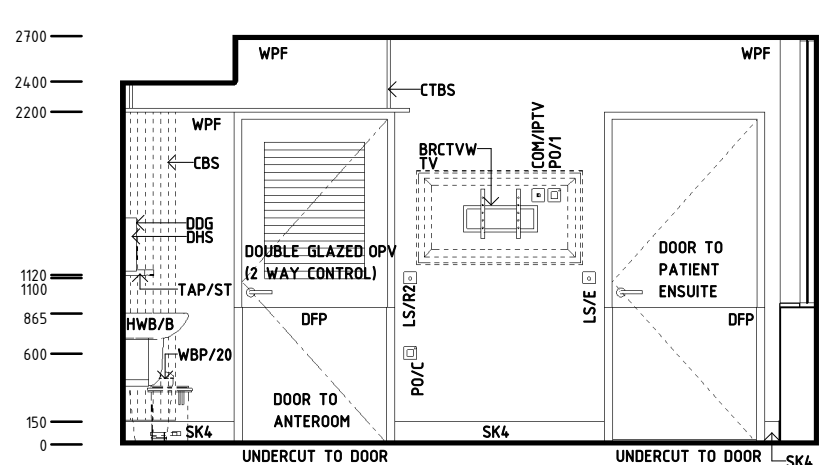 2700
2400
2200
1120
1100
865
600
150
0
WPF
WPF
CTBS
WPF
CBS
BRCTVW
TV
COM/IPTV
PO/1
DDG
DHS
DOUBLE GLAZED OPV
(2 WAY CONTROL)
DOOR TO
PATIENT
ENSUITE
TAP/ST
LS/R2
LS/E
HWB/B
DFP
DFP
WBP/20
PO/C
DOOR TO
ANTEROOM
SK4
SK4
UNDERCUT TO DOOR
UNDERCUT TO DOOR
SK4